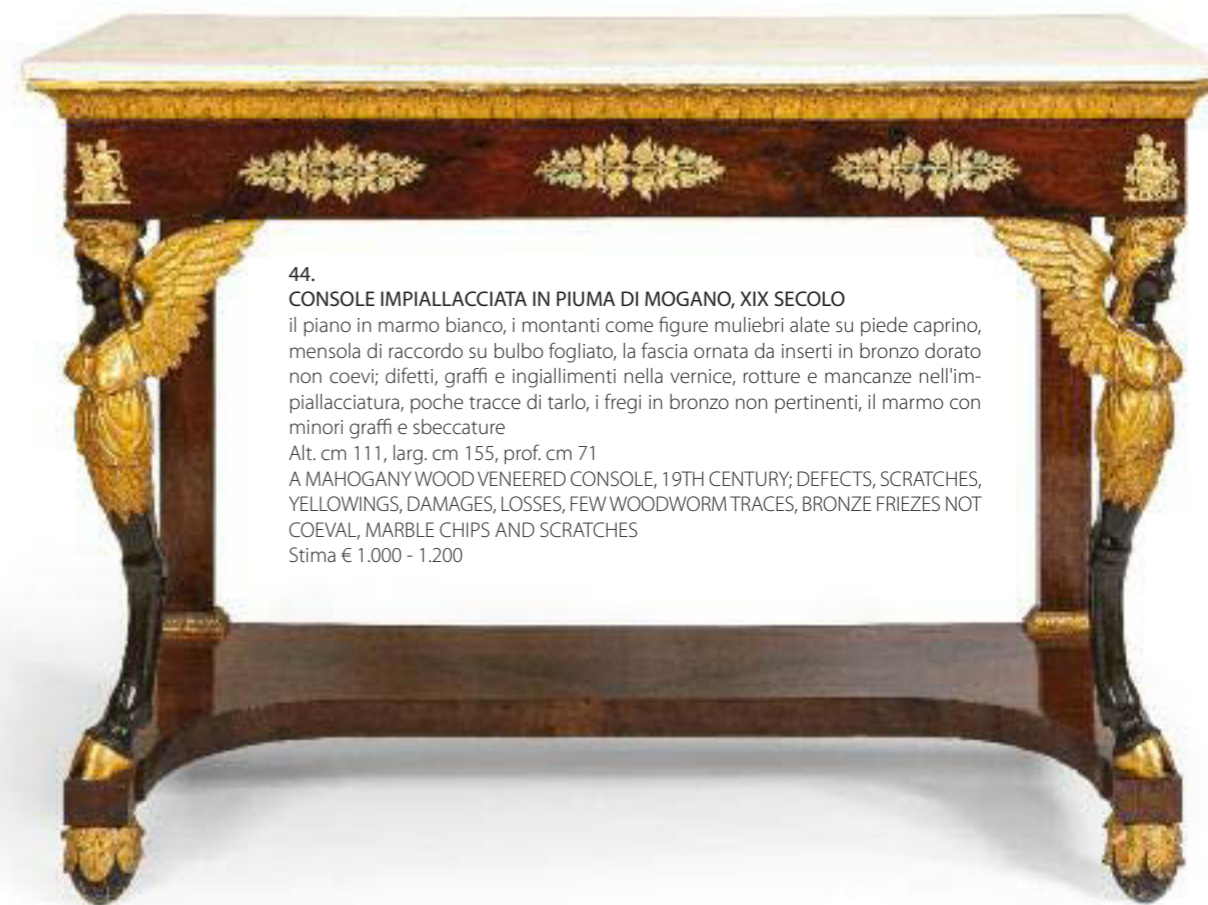 44.
CONSOLE IMPIALLACCIATA IN PIUMA DI MOGANO, XIX SECOLO
il piano in marmo bianco, i montanti come figure muliebri alate su piede caprino,
mensola di raccordo su bulbo fogliato, la fascia ornata da inserti in bronzo dorato
non coevi; difetti, graffi e ingiallimenti nella vernice, rotture e mancanze nell'im-
piallacciatura, poche tracce di tarlo, i fregi in bronzo non pertinenti, il marmo con
minori graffi e sbeccature
Alt. cm 111, larg. cm 155, prof. cm 71
A MAHOGANY WOOD VENEERED CONSOLE, 19TH CENTURY; DEFECTS, SCRATCHES,
YELLOWINGS, DAMAGES, LOSSES, FEW WOODWORM TRACES, BRONZE FRIEZES NOT
COEVAL, MARBLE CHIPS AND SCRATCHES
Stima € 1.000 - 1.200